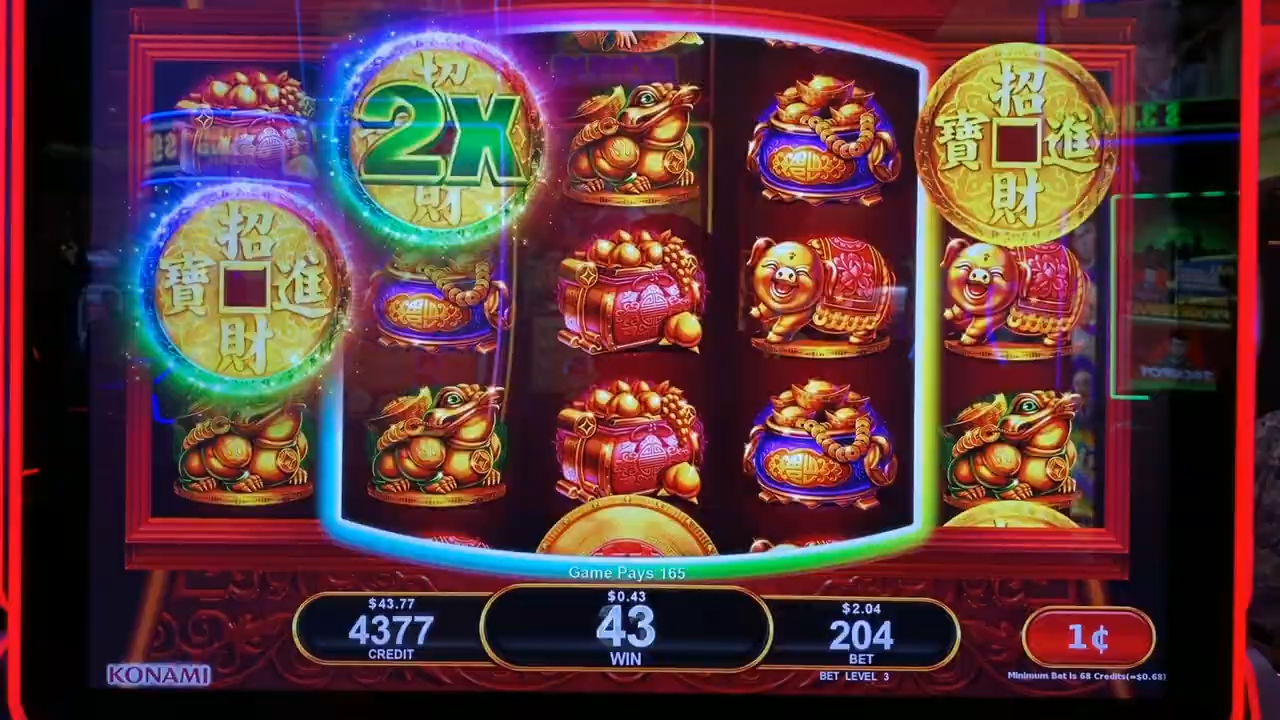 招
2X
財
招
寶 進
財
招
寶 進
財
Game Pays 165
$43.77
4377
CREDIT
$0.43
43
WIN
$2.04
204
BET
BET LEVEL 3
1¢
KONAMI
Minimum Bet is 68 Credits(=$0.68)